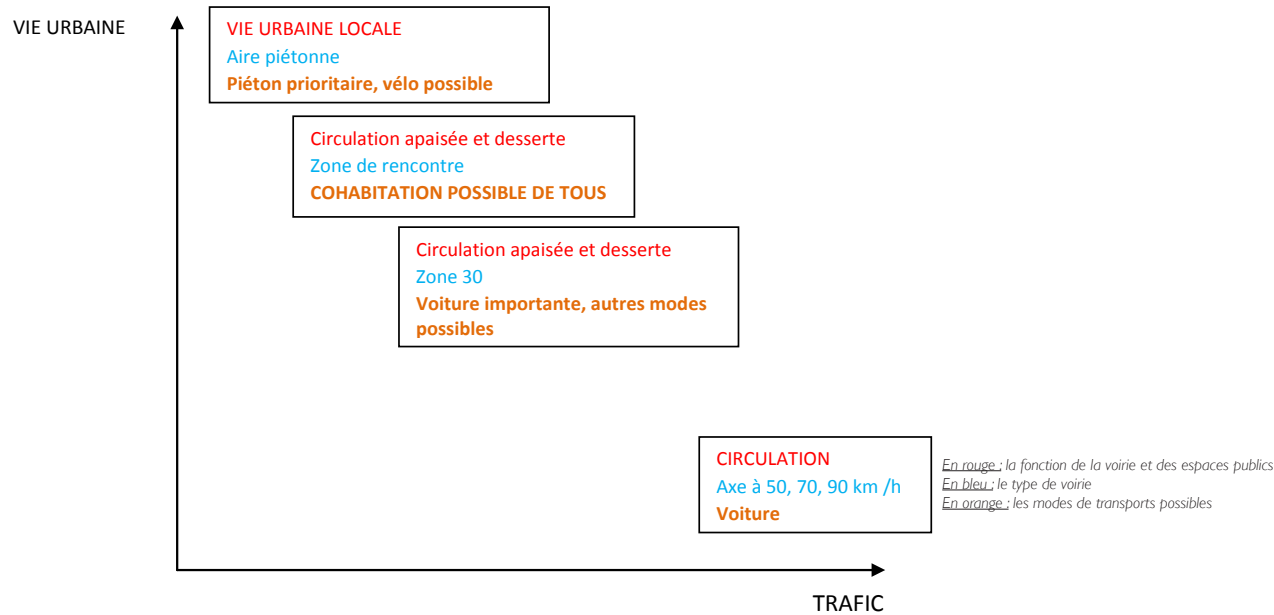 VIE URBAINE
VIE URBAINE LOCALE
Aire piétonne
Piéton prioritaire, vélo possible
Circulation apaisée et desserte
Zone de rencontre
COHABITATION POSSIBLE DE TOUS
Circulation apaisée et desserte
Zone 30
Voiture importante, autres modes
possibles
CIRCULATION
Axe à 50, 70, 90 km /h
Voiture
En rouge : la fonction de la voirie et des espaces publics
En bleu : le type de voirie
En orange : les modes de transports possibles
TRAFIC